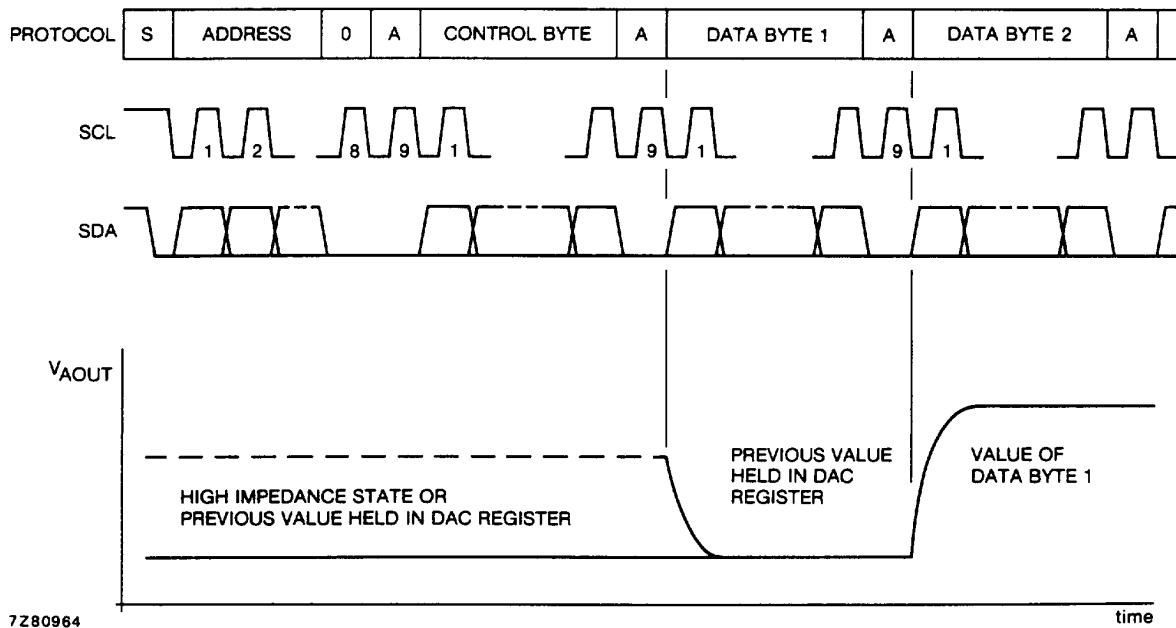 PROTOCOL S ADDRESS 0 A CONTROL BYTE A DATA BYTE 1 A DATA BYTE 2 A
SCL
1 2 8 9 1 9 1 9 1
SDA
VAOUT
HIGH IMPEDANCE STATE OR
PREVIOUS VALUE HELD IN DAC REGISTER
PREVIOUS VALUE
HELD IN DAC
REGISTER
VALUE OF
DATA BYTE 1
7Z80964
time